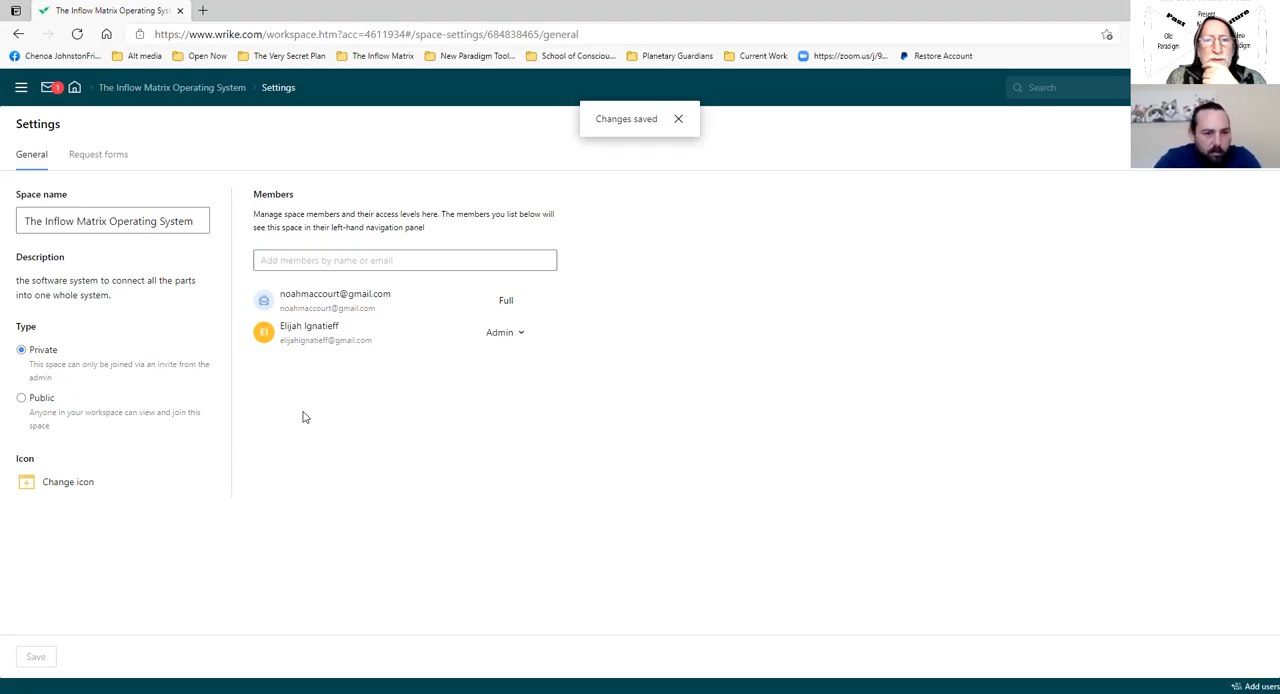 The Inflow Matrix Operating Sys
https://www.wrike.com/workspace.htm?acc=4611934#/space-settings/684838465/general
Chenoa JohnstonFri...
Alt media
Open Now
The Very Secret Plan
The Inflow Matrix
New Paradigm Tool...
School of Consciou...
Planetary Guardians
Current Work
https://zoom.us/j/9...
Restore Account
1
The Inflow Matrix Operating System
Settings
Search
Past
Present
Old
Paradigm
Settings
Changes saved
General
Request forms
Space name
The Inflow Matrix Operating System
Description
the software system to connect all the parts
into one whole system.
Type
Private
This space can only be joined via an invite from the
admin
Public
Anyone in your workspace can view and join this
space
Icon
Change icon
Members
Manage space members and their access levels here. The members you list below will
see this space in their left-hand navigation panel
Add members by name or email
noahmaccourt@gmail.com
noahmaccourt@gmail.com
Full
EI
Elijah Ignatieff
elijahignatieff@gmail.com
Admin
Save
Add users